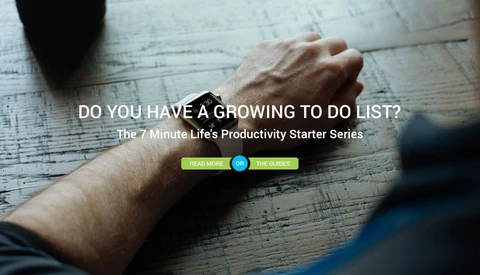 DO YOU HAVE A GROWING TO DO LIST?
The 7 Minute Life's Productivity Starter Series
READ MORE OR THE GUIDES